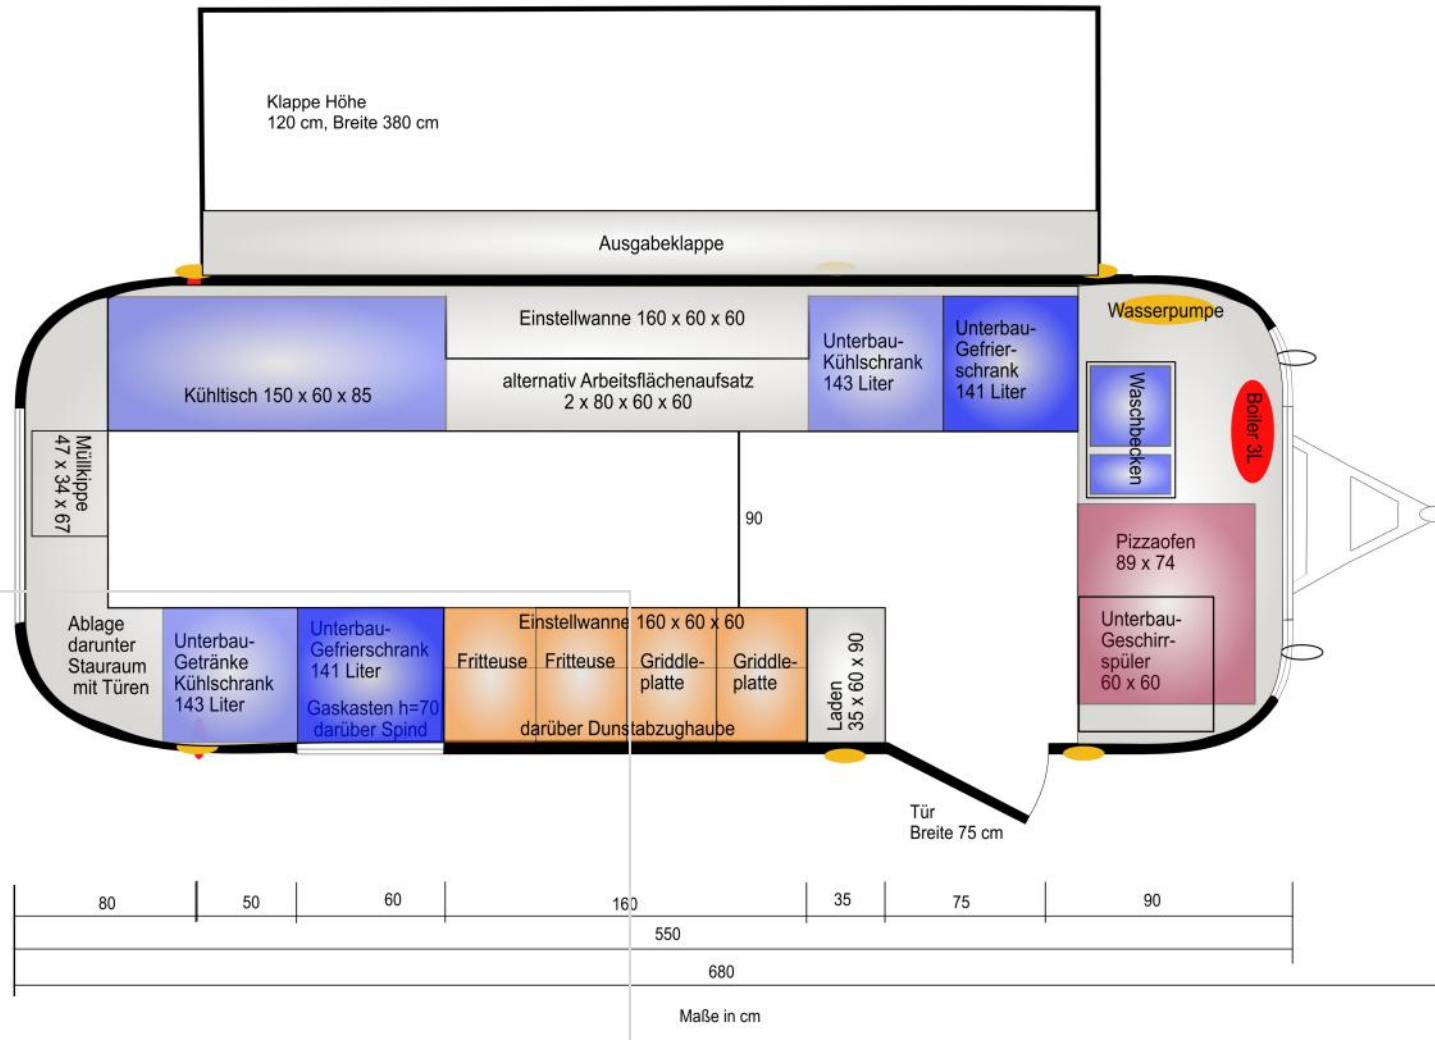 Klappe Höhe
120 cm, Breite 380 cm
Ausgabeklappe
Einstellwanne 160 x 60 x 60
alternativ Arbeitsflächenaufsatz
2 x 80 x 60 x 60
Kühltisch 150 x 60 x 85
Unterbau-
Kühlschrank
143 Liter
Unterbau-
Gefrier-
schrank
141 Liter
Wasserpumpe
Waschbecken
Boiler 3L
Müllkippe
47 x 34 x 67
90
Pizzaofen
89 x 74
Unterbau-
Geschirr-
spüler
60 x 60
Ablage
darunter
Stauraum
mit Türen
Unterbau-
Getränke
Kühlschrank
143 Liter
Unterbau-
Gefrierschrank
141 Liter
Gaskasten h=70
darüber Spind
Einstellwanne 160 x 60 x 60
Fritteuse
Fritteuse
Griddle-
platte
Griddle-
platte
darüber Dunstabzughaube
Laden
35 x 60 x 90
Tür
Breite 75 cm
80
50
60
160
35
75
90
550
680
Maße in cm